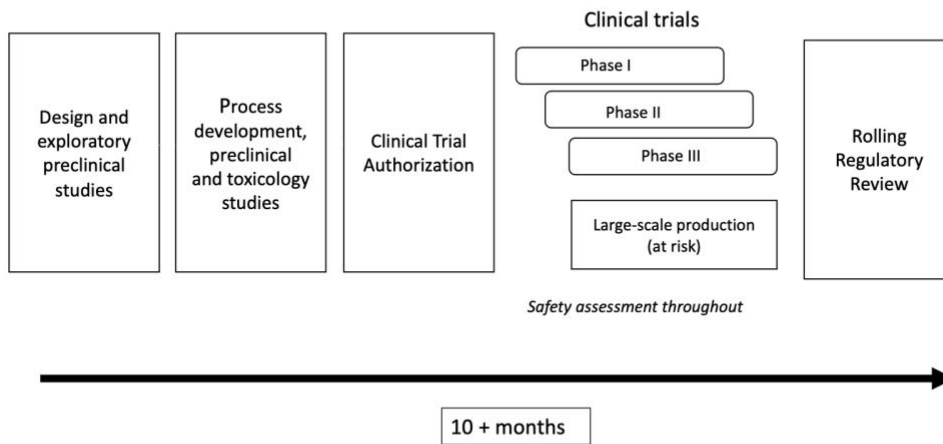 Design and
exploratory
preclinical
studies
Process
development,
preclinical
and toxicology
studies
Clinical Trial
Authorization
Clinical trials
Phase I
Phase II
Phase III
Large-scale production
(at risk)
Safety assessment throughout
Rolling
Regulatory
Review
10 + months